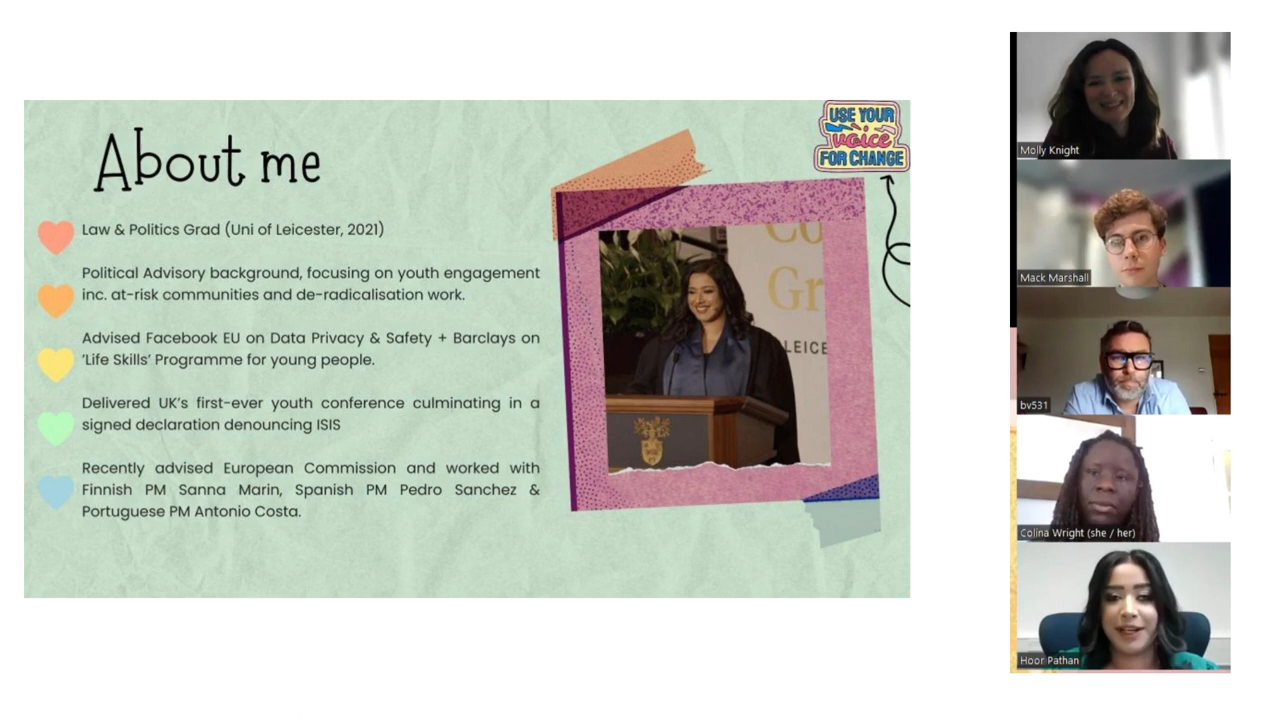 About me
Law & Politics Grad (Uni of Leicester, 2021)
Political Advisory background, focusing on youth engagement
inc. at-risk communities and de-radicalisation work.
Advised Facebook EU on Data Privacy & Safety + Barclays on
'Life Skills' Programme for young people.
Delivered UK's first-ever youth conference culminating in a
signed declaration denouncing ISIS
Recently advised European Commission and worked with
Finnish PM Sanna Marin, Spanish PM Pedro Sanchez &
Portuguese PM Antonio Costa.
USE YOUR
voice
FOR CHANGE
Co
Gr
LEICE
Molly Knight
Mack Marshall
bv531
Colina Wright (she / her)
Hoor Pathan